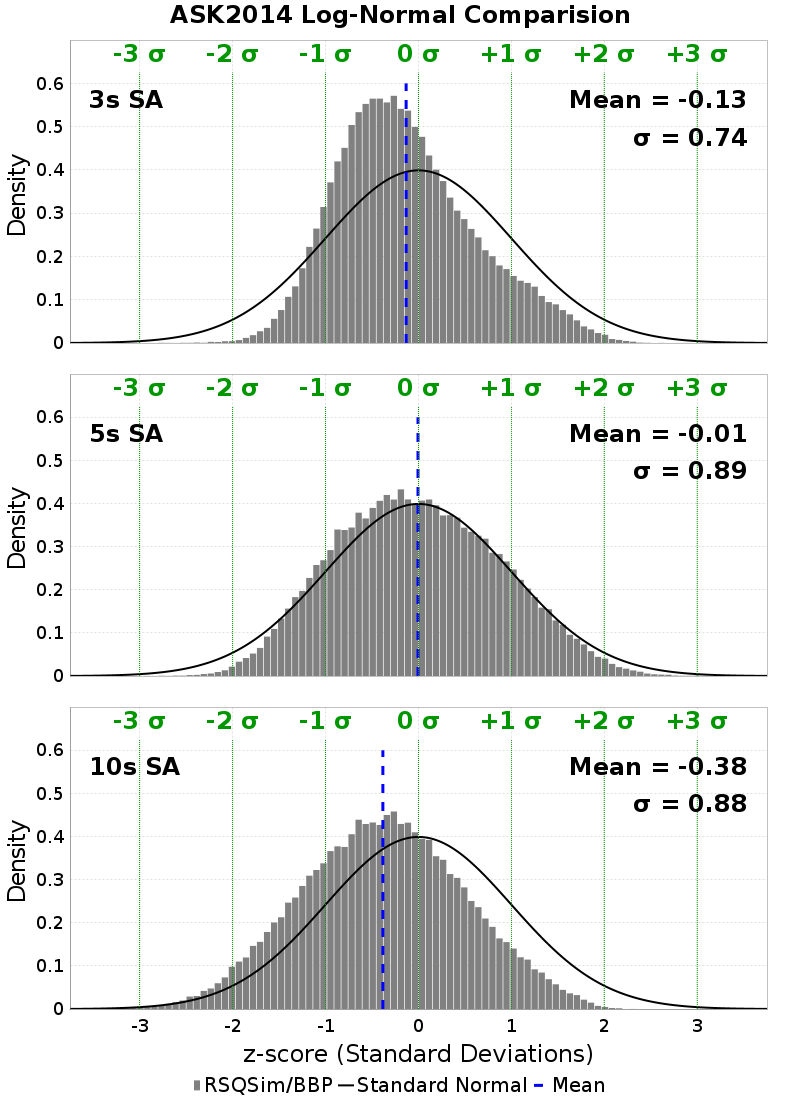 ASK2014 Log-Normal Comparision
-3 σ -2 σ -1 σ 0 σ +1 σ +2 σ +3 σ
3s SA
Mean = -0.13
σ = 0.74
0.6
0.5
0.4
0.3
0.2
0.1
0
Density
-3 σ -2 σ -1 σ 0 σ +1 σ +2 σ +3 σ
5s SA
Mean = -0.01
σ = 0.89
0.6
0.5
0.4
0.3
0.2
0.1
0
Density
-3 σ -2 σ -1 σ 0 σ +1 σ +2 σ +3 σ
10s SA
Mean = -0.38
σ = 0.88
0.6
0.5
0.4
0.3
0.2
0.1
0
Density
-3 -2 -1 0 1 2 3
z-score (Standard Deviations)
RSQSim/BBP Standard Normal Mean